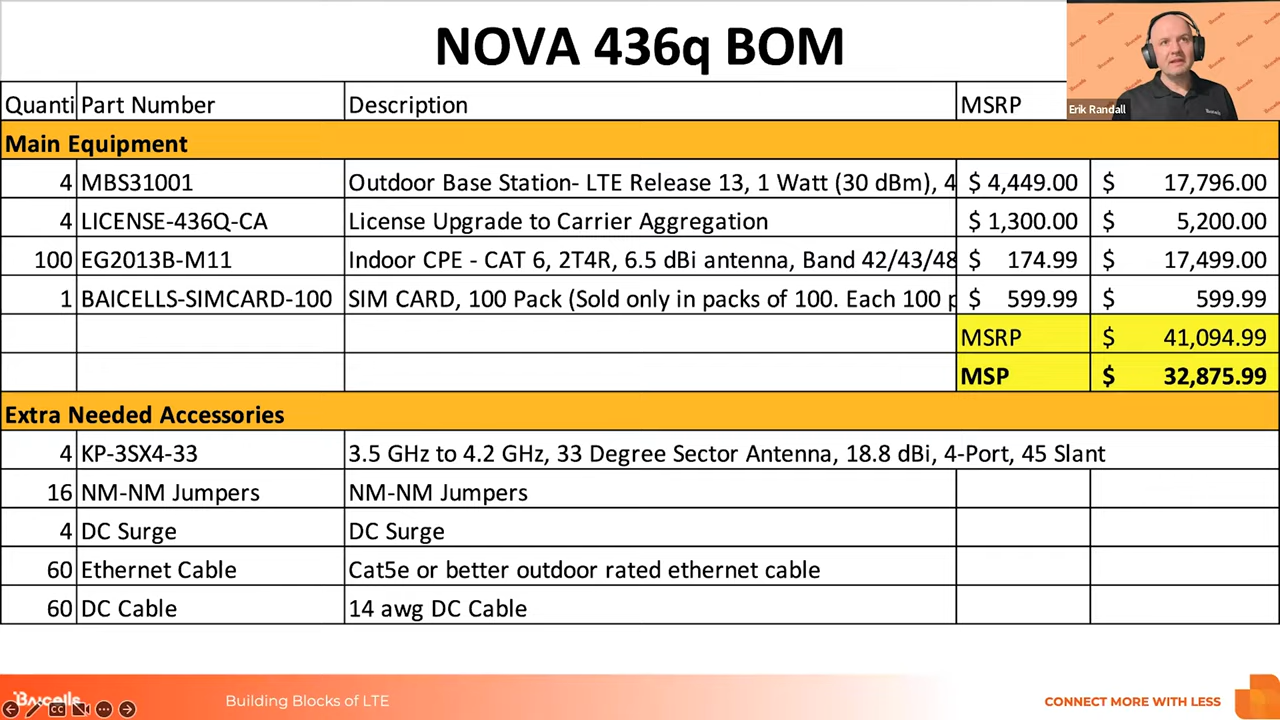 NOVA 436q BOM
Erik Randall
Quanti Part Number Description MSRP
Main Equipment
4 MBS31001 Outdoor Base Station- LTE Release 13, 1 Watt (30 dBm), 4 $ 4,449.00 $ 17,796.00
4 LICENSE-436Q-CA License Upgrade to Carrier Aggregation $ 1,300.00 $ 5,200.00
100 EG2013B-M11 Indoor CPE - CAT 6, 2T4R, 6.5 dBi antenna, Band 42/43/48 $ 174.99 $ 17,499.00
1 BAICELLS-SIMCARD-100 SIM CARD, 100 Pack (Sold only in packs of 100. Each 100 p $ 599.99 $ 599.99
MSRP $ 41,094.99
MSP $ 32,875.99
Extra Needed Accessories
4 KP-3SX4-33 3.5 GHz to 4.2 GHz, 33 Degree Sector Antenna, 18.8 dBi, 4-Port, 45 Slant
16 NM-NM Jumpers NM-NM Jumpers
4 DC Surge DC Surge
60 Ethernet Cable Cat5e or better outdoor rated ethernet cable
60 DC Cable 14 awg DC Cable
Baicells Building Blocks of LTE CONNECT MORE WITH LESS
CC